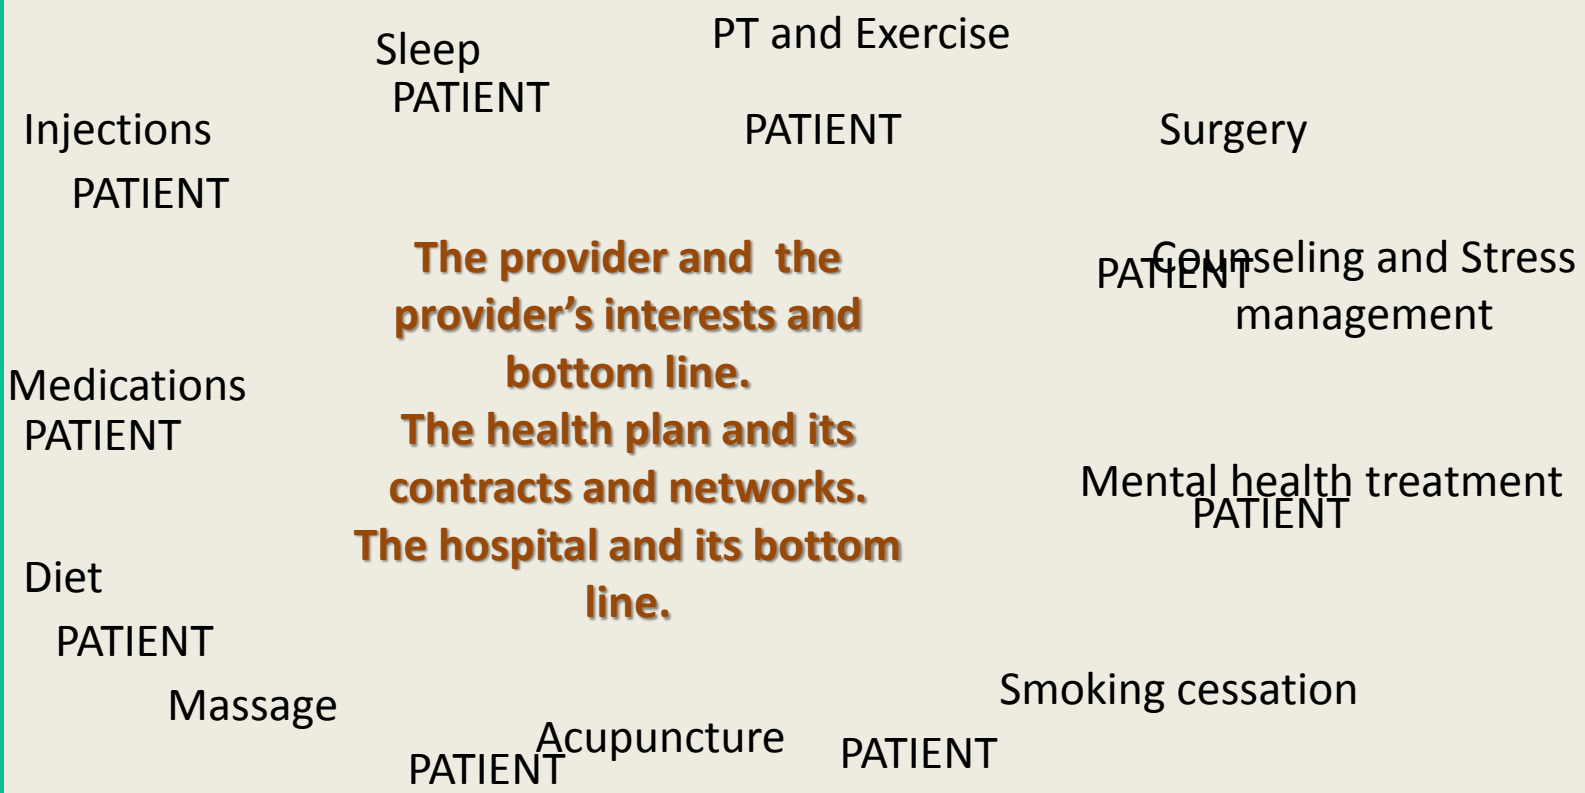 PT and Exercise
Sleep
PATIENT
Injections
PATIENT
Surgery
PATIENT
The provider and  the
provider’s interests and
bottom line.
The health plan and its
contracts and networks.
The hospital and its bottom
line.
Counseling and Stress
management
PATIENT
Medications
PATIENT
Mental health treatment
PATIENT
Diet
PATIENT
Massage
Smoking cessation
Acupuncture
PATIENT
PATIENT